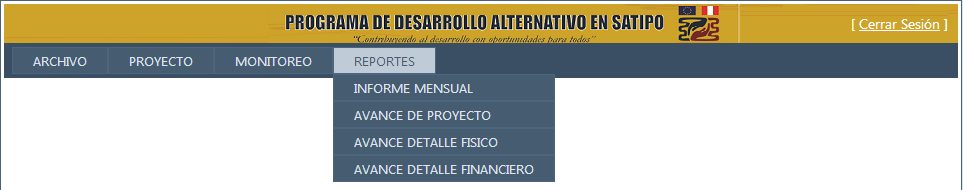 PROGRAMA DE DESARROLLO ALTERNATIVO EN SATIPO
"Contribuyendo al desarrollo con oportunidades para todos"
[ Cerrar Sesión ]
ARCHIVO PROYECTO MONITOREO REPORTES
INFORME MENSUAL
AVANCE DE PROYECTO
AVANCE DETALLE FISICO
AVANCE DETALLE FINANCIERO